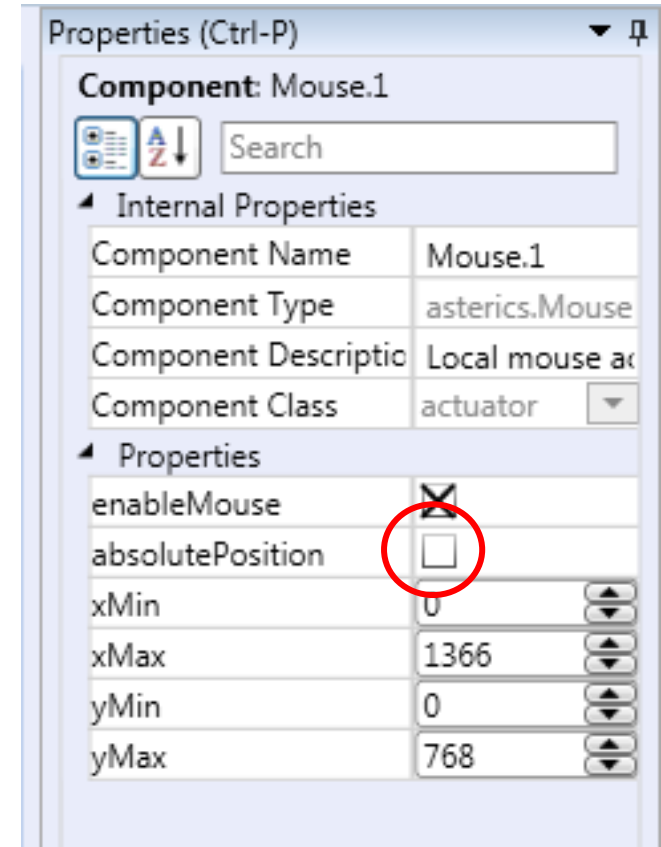 Properties (Ctrl-P)
Component: Mouse.1
A Z Search
Internal Properties
Component Name Mouse.1
Component Type asterics.Mouse
Component Descriptio Local mouse ac
Component Class actuator
Properties
enableMouse
absolutePosition
xMin 0
xMax 1366
yMin 0
yMax 768